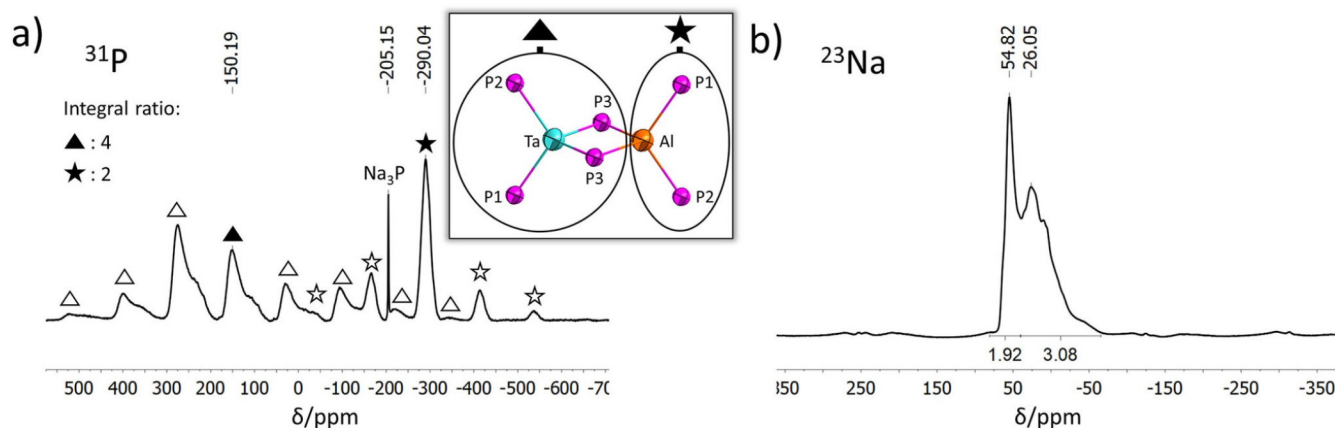 a)
31P
Integral ratio:
▲ : 4
★ : 2
150.19
-205.15
-290.04
Na3P
P2
P3
P1
Ta
Al
P3
P1
P2
500 400 300 200 100 0 -100 -200 -300 -400 -500 -600 -70
δ/ppm
b)
23Na
54.82
26.05
1.92
3.08
350 250 150 50 -50 -150 -250 -350
δ/ppm